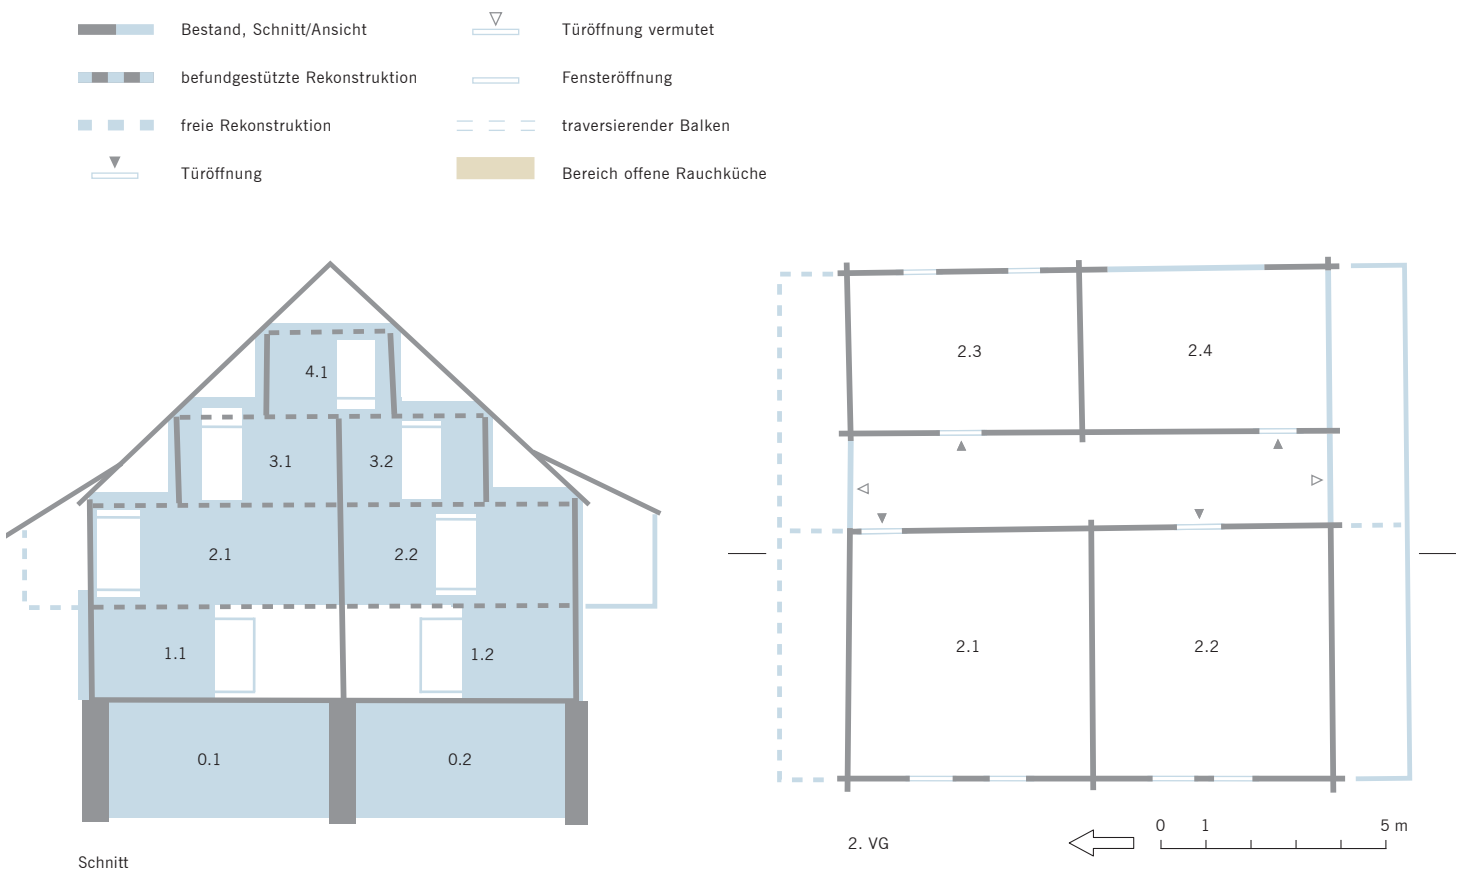 Bestand, Schnitt/Ansicht
befundgestützte Rekonstruktion
freie Rekonstruktion
Türöffnung
Türöffnung vermutet
Fensteröffnung
traversierender Balken
Bereich offene Rauchküche
4.1
3.1 3.2
2.1 2.2
1.1 1.2
0.1 0.2
Schnitt
2.3 2.4
2.1 2.2
2. VG
0 1 5 m